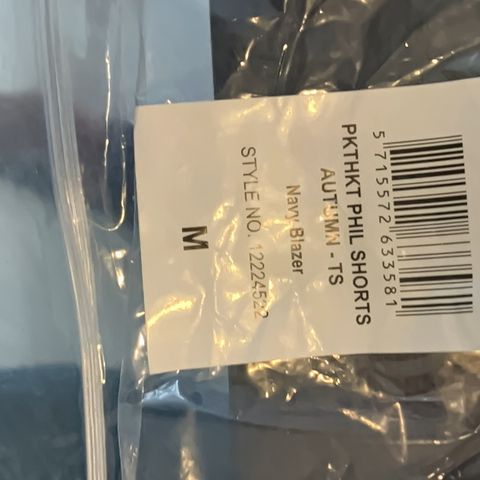 5 715572 633581
PKTHKT PHIL SHORTS
AUTUMN - TS
Navy Blazer
STYLE NO. 12224522
M